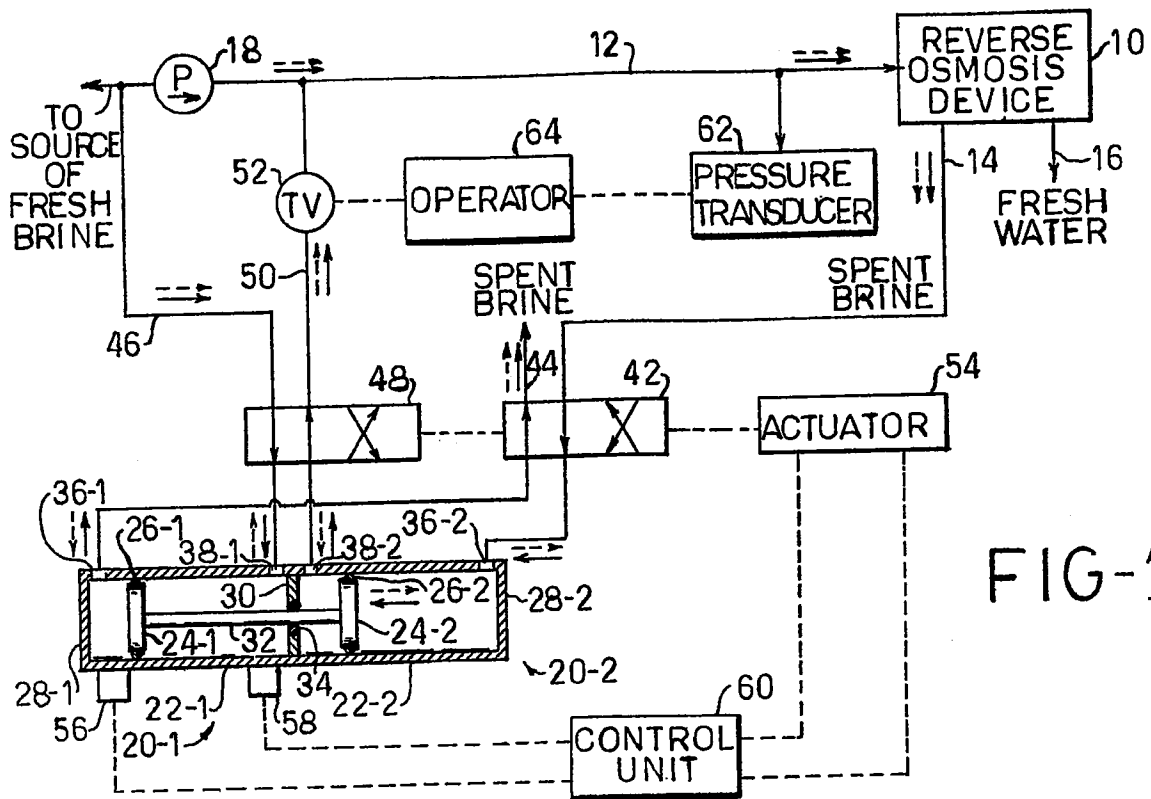 18
P
12
REVERSE
OSMOSIS
DEVICE
10
TO
SOURCE
OF
FRESH
BRINE
52
TV
64
OPERATOR
62
PRESSURE
TRANSDUCER
14
16
FRESH
WATER
50
SPENT
BRINE
SPENT
BRINE
46
44
48
42
54
ACTUATOR
36-1
26-1
38-1
38-2
36-2
30
26-2
28-2
24-1
32
24-2
34
20-2
28-1
56
22-1
58
22-2
20-1
60
CONTROL
UNIT
FIG-1